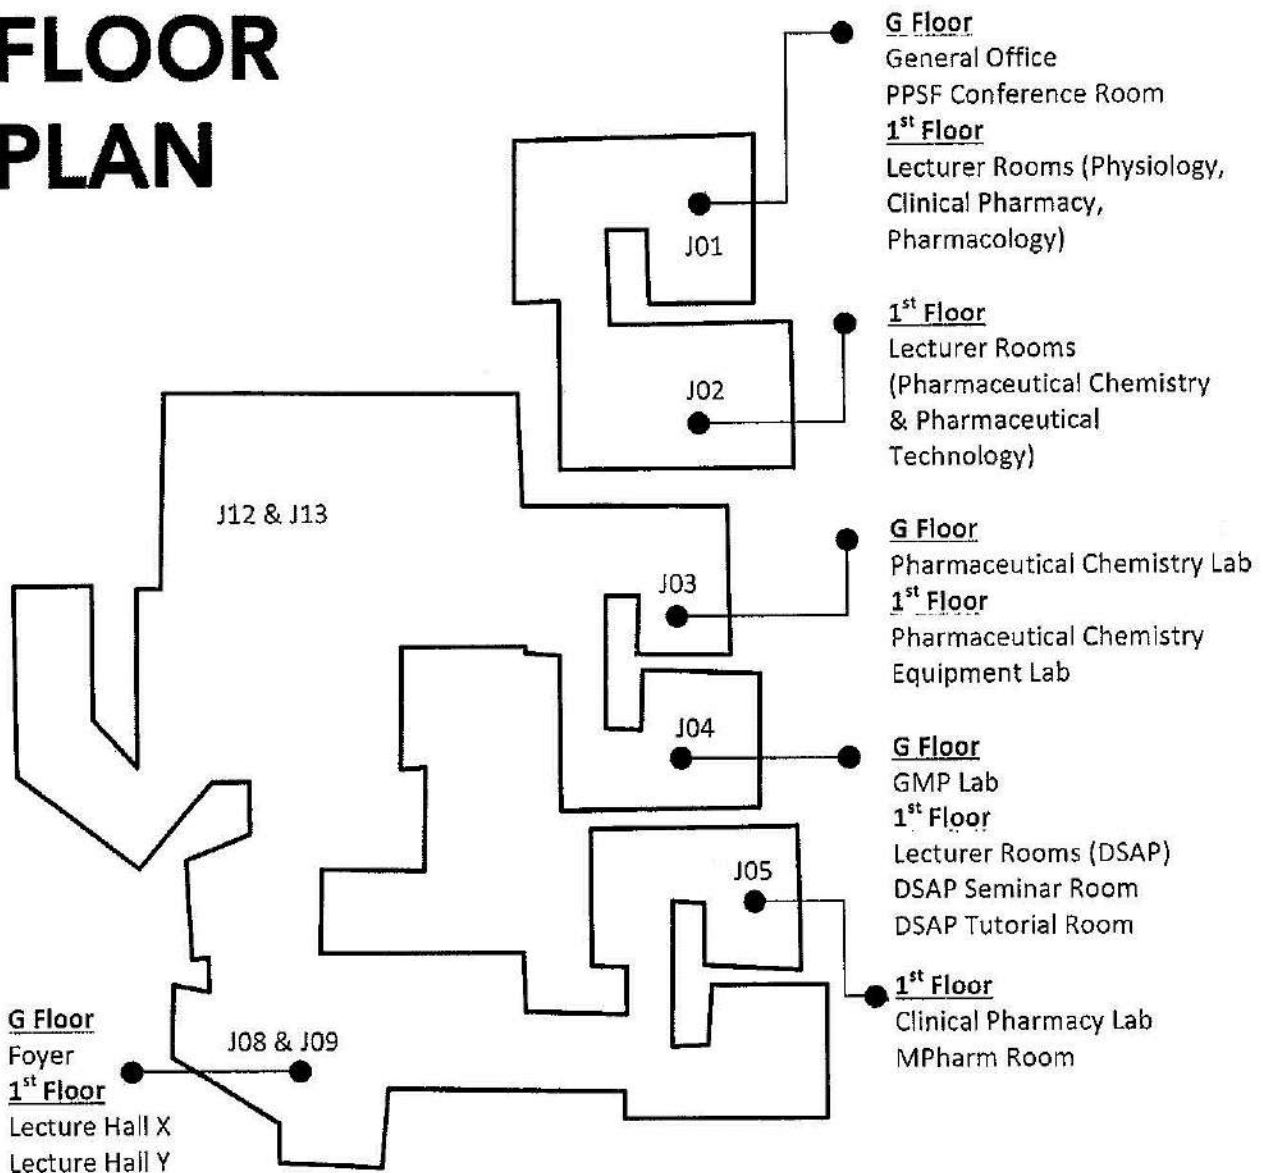 FLOOR
PLAN
G Floor
General Office
PPSF Conference Room
1st Floor
Lecturer Rooms (Physiology,
Clinical Pharmacy,
Pharmacology)
J01
1st Floor
Lecturer Rooms
(Pharmaceutical Chemistry
& Pharmaceutical
Technology)
J02
J12 & J13
G Floor
Pharmaceutical Chemistry Lab
1st Floor
Pharmaceutical Chemistry
Equipment Lab
J03
J04
G Floor
GMP Lab
1st Floor
Lecturer Rooms (DSAP)
DSAP Seminar Room
DSAP Tutorial Room
J05
1st Floor
Clinical Pharmacy Lab
MPharm Room
G Floor
Foyer
1st Floor
Lecture Hall X
Lecture Hall Y
J08 & J09